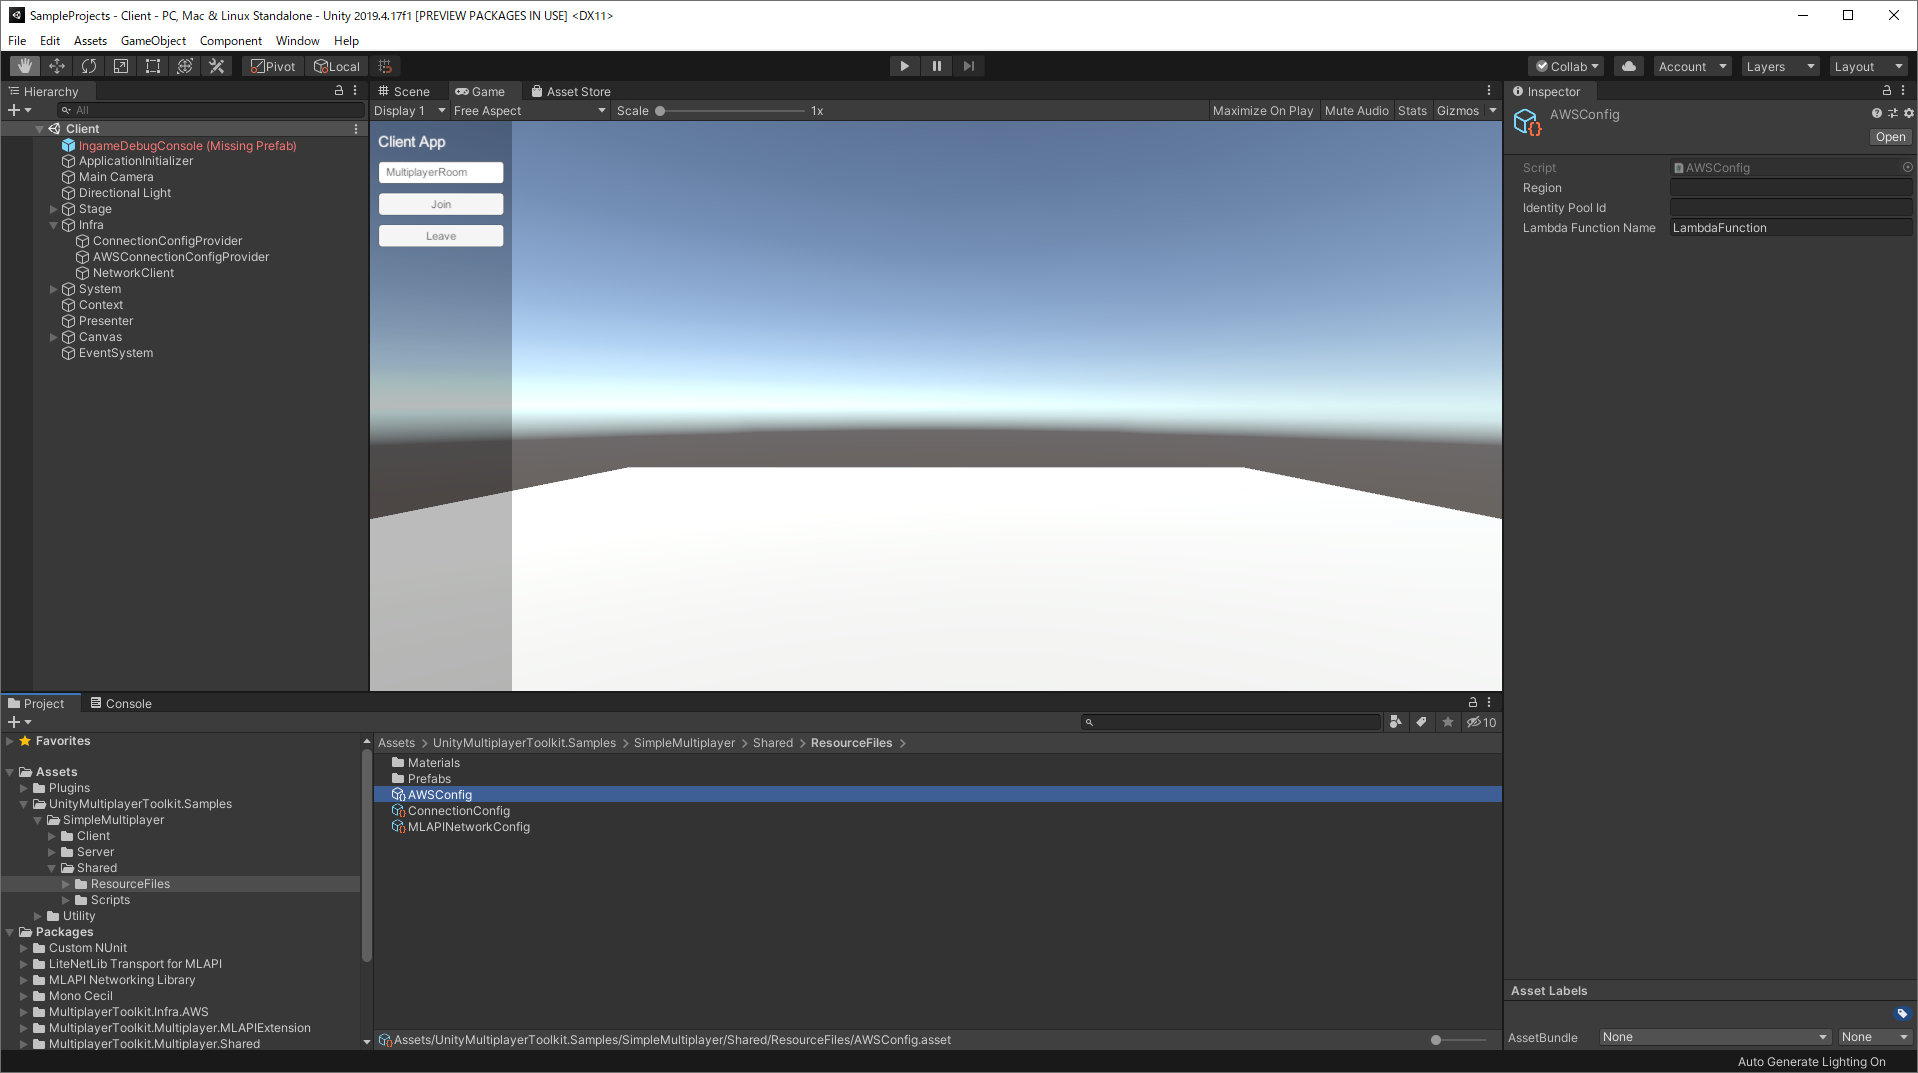 SampleProjects - Client - PC, Mac & Linux Standalone - Unity 2019.4.17f1 [PREVIEW PACKAGES IN USE] <DX11>
File Edit Assets GameObject Component Window Help
Pivot Local Collab Account Layers Layout
Hierarchy
All
Client
IngameDebugConsole (Missing Prefab)
ApplicationInitializer
Main Camera
Directional Light
Stage
Infra
ConnectionConfigProvider
AWSConnectionConfigProvider
NetworkClient
System
Context
Presenter
Canvas
EventSystem
Scene Game Asset Store
Display 1 Free Aspect Scale 1x Maximize On Play Mute Audio Stats Gizmos
Client App
MultiplayerRoom
Join
Leave
Inspector
AWSConfig
Open
Script AWSConfig
Region
Identity Pool Id
Lambda Function Name LambdaFunction
Project Console
10
Favorites
Assets
Plugins
UnityMultiplayerToolkit.Samples
SimpleMultiplayer
Client
Server
Shared
ResourceFiles
Scripts
Utility
Packages
Custom NUnit
LiteNetLib Transport for MLAPI
MLAPI Networking Library
Mono Cecil
MultiplayerToolkit.Infra.AWS
MultiplayerToolkit.Multiplayer.MLAPIExtension
MultiplayerToolkit.Multiplayer.Shared
Assets > UnityMultiplayerToolkit.Samples > SimpleMultiplayer > Shared > ResourceFiles >
Materials
Prefabs
AWSConfig
ConnectionConfig
MLAPINetworkConfig
Assets/UnityMultiplayerToolkit.Samples/SimpleMultiplayer/Shared/ResourceFiles/AWSConfig.asset
Asset Labels
AssetBundle None None
Auto Generate Lighting On